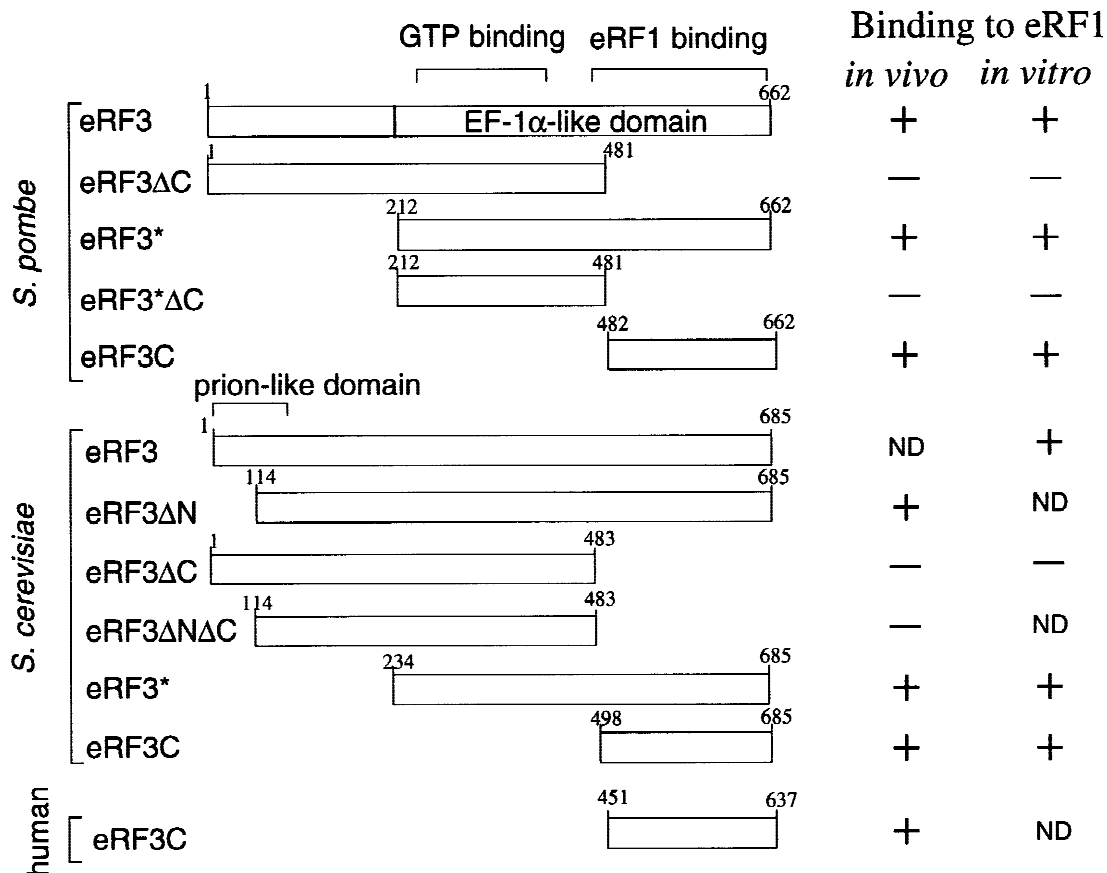 GTP binding eRF1 binding Binding to eRF1
in vivo in vitro
S. pombe
1 662
eRF3 EF-1α-like domain + +
1 481
eRF3ΔC — —
212 662
eRF3* + +
212 481
eRF3*ΔC — —
482 662
eRF3C + +
prion-like domain
S. cerevisiae
1 685
eRF3 ND +
114 685
eRF3ΔN + ND
1 483
eRF3ΔC — —
114 483
eRF3ΔNΔC — ND
234 685
eRF3* + +
498 685
eRF3C + +
human
451 637
eRF3C + ND